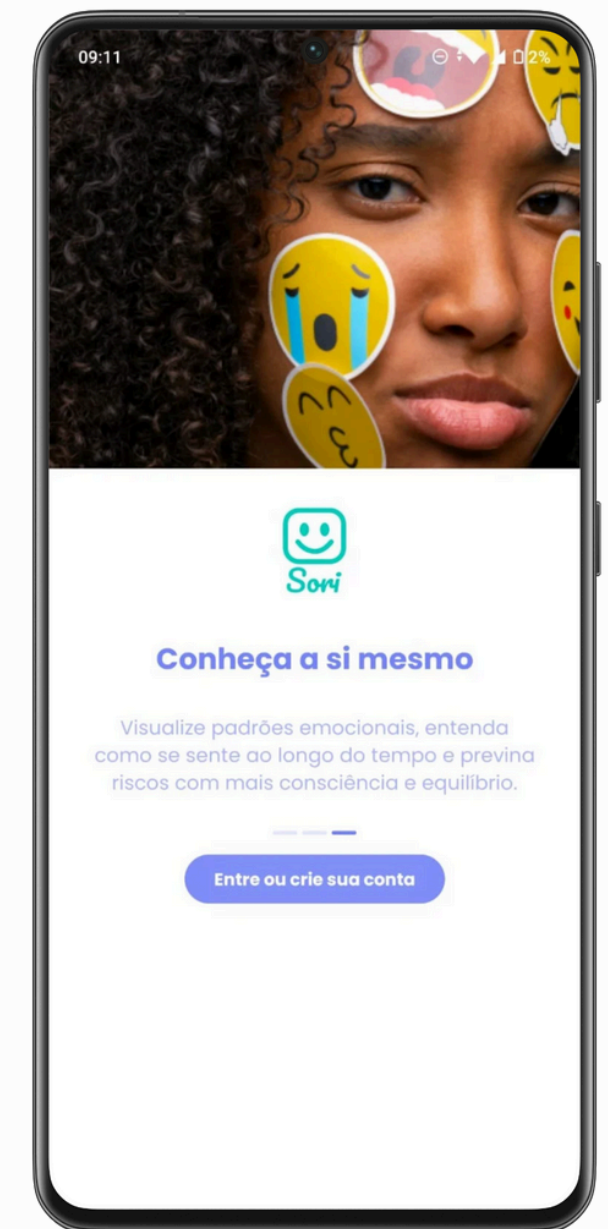 09:11
2%
Sori
Conheça a si mesmo
Visualize padrões emocionais, entenda
como se sente ao longo do tempo e previna
riscos com mais consciência e equilíbrio.
Entre ou crie sua conta